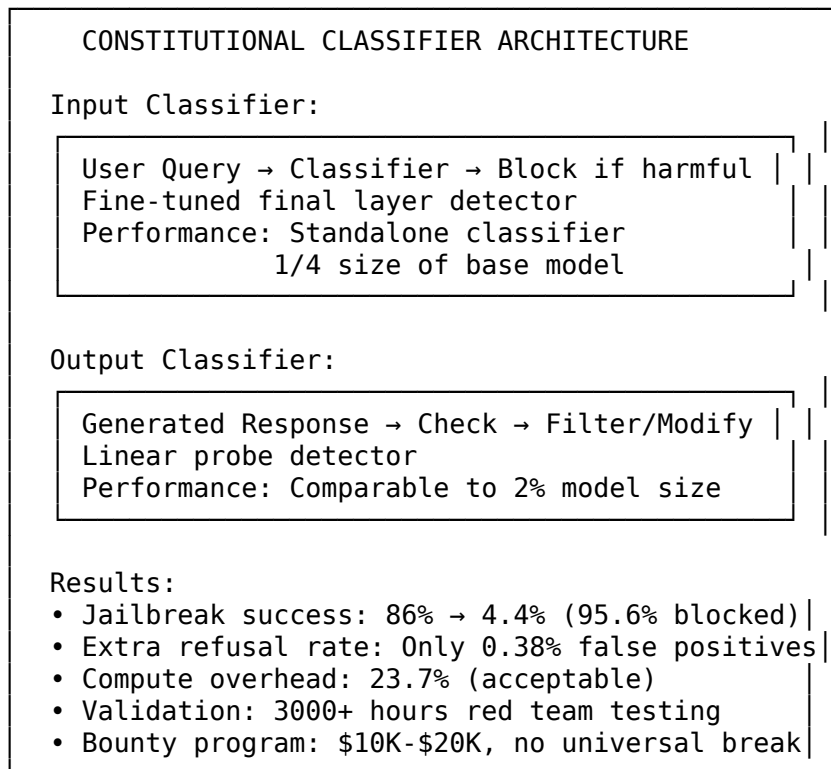 CONSTITUTIONAL CLASSIFIER ARCHITECTURE
Input Classifier:
User Query → Classifier → Block if harmful
Fine-tuned final layer detector
Performance: Standalone classifier
1/4 size of base model
Output Classifier:
Generated Response → Check → Filter/Modify
Linear probe detector
Performance: Comparable to 2% model size
Results:
• Jailbreak success: 86% → 4.4% (95.6% blocked)
• Extra refusal rate: Only 0.38% false positives
• Compute overhead: 23.7% (acceptable)
• Validation: 3000+ hours red team testing
• Bounty program: $10K-$20K, no universal break